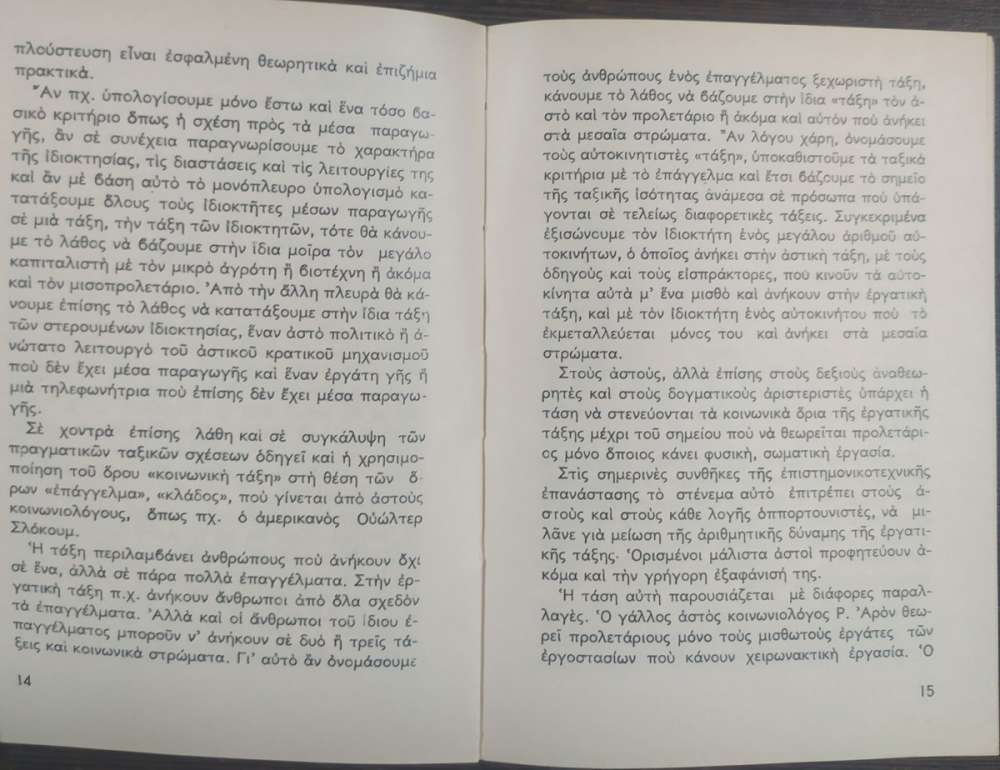 πλούστευση εἶναι ἐσφαλμένη θεωρητικὰ καὶ ἐπιζήμια
πρακτικά.
Ἂν πχ. ὑπολογίσουμε μόνο ἔστω καὶ ἕνα τόσο βα-
σικὸ κριτήριο ὅπως ἡ σχέση πρὸς τὰ μέσα παραγω-
γῆς, ἂν σὲ συνέχεια παραγνωρίσουμε τὸ χαρακτήρα
τῆς ἰδιοκτησίας, τὶς διαστάσεις καὶ τὶς λειτουργίες της
καὶ ἂν μὲ βάση αὐτὸ τὸ μονόπλευρο ὑπολογισμὸ κα-
τατάξουμε ὅλους τοὺς ἰδιοκτῆτες μέσων παραγωγῆς
σὲ μιὰ τάξη, τὴν τάξη τῶν ἰδιοκτητῶν, τότε θὰ κάνου-
με τὸ λάθος νὰ βάζουμε στὴν ἴδια μοῖρα τὸν μεγάλο
καπιταλιστὴ μὲ τὸν μικρὸ ἀγρότη ἢ βιοτέχνη ἢ ἀκόμα
καὶ τὸν μισοπρολετάριο. Ἀπὸ τὴν ἄλλη πλευρὰ θὰ κά-
νουμε ἐπίσης τὸ λάθος νὰ κατατάξουμε στὴν ἴδια τάξη
τῶν στερουμένων ἰδιοκτησίας, ἕναν ἀστὸ πολιτικὸ ἢ ἀ-
νώτατο λειτουργὸ τοῦ ἀστικοῦ κρατικοῦ μηχανισμοῦ
ποὺ δὲν ἔχει μέσα παραγωγῆς καὶ ἕναν ἐργάτη γῆς ἢ
μιὰ τηλεφωνήτρια ποὺ ἐπίσης δὲν ἔχει μέσα παραγω-
γῆς.
Σὲ χοντρὰ ἐπίσης λάθη καὶ σὲ συγκάλυψη τῶν
πραγματικῶν ταξικῶν σχέσεων ὁδηγεῖ καὶ ἡ χρησιμο-
ποίηση τοῦ ὅρου «κοινωνικὴ τάξη» στὴ θέση τῶν ὅ-
ρων «ἐπάγγελμα», «κλάδος», ποὺ γίνεται ἀπὸ ἀστοὺς
κοινωνιολόγους, ὅπως πχ. ὁ ἀμερικανὸς Οὐώλτερ
Σλόκουμ.
Ἡ τάξη περιλαμβάνει ἀνθρώπους ποὺ ἀνήκουν ὄχι
σὲ ἕνα, ἀλλὰ σὲ πάρα πολλὰ ἐπαγγέλματα. Στὴν ἐρ-
γατικὴ τάξη π.χ. ἀνήκουν ἄνθρωποι ἀπὸ ὅλα σχεδὸν
τὰ ἐπαγγέλματα. Ἀλλὰ καὶ οἱ ἄνθρωποι τοῦ ἴδιου ἐ-
παγγέλματος μποροῦν ν' ἀνήκουν σὲ δυὸ ἢ τρεῖς τά-
ξεις καὶ κοινωνικὰ στρώματα. Γι' αὐτὸ ἂν ὀνομάσουμε
14
τοὺς ἀνθρώπους ἑνὸς ἐπαγγέλματος ξεχωριστὴ τάξη,
κάνουμε τὸ λάθος νὰ βάζουμε στὴν ἴδια «τάξη» τὸν ἀ-
στὸ καὶ τὸν προλετάριο ἢ ἀκόμα καὶ αὐτὸν ποὺ ἀνήκει
στὰ μεσαῖα στρώματα. Ἂν λόγου χάρη, ὀνομάσουμε
τοὺς αὐτοκινητιστὲς «τάξη», ὑποκαθιστοῦμε τὰ ταξικὰ
κριτήρια μὲ τὸ ἐπάγγελμα καὶ ἔτσι βάζουμε τὸ σημεῖο
τῆς ταξικῆς ἰσότητας ἀνάμεσα σὲ πρόσωπα ποὺ ὑπά-
γονται σὲ τελείως διαφορετικὲς τάξεις. Συγκεκριμένα
ἐξισώνουμε τὸν ἰδιοκτήτη ἑνὸς μεγάλου ἀριθμοῦ αὐ-
τοκινήτων, ὁ ὁποῖος ἀνήκει στὴν ἀστικὴ τάξη, μὲ τοὺς
ὁδηγοὺς καὶ τοὺς εἰσπράκτορες, ποὺ κινοῦν τὰ αὐτο-
κίνητα αὐτὰ μ' ἕνα μισθὸ καὶ ἀνήκουν στὴν ἐργατικὴ
τάξη, καὶ μὲ τὸν ἰδιοκτήτη ἑνὸς αὐτοκινήτου ποὺ τὸ
ἐκμεταλλεύεται μόνος του καὶ ἀνήκει στὰ μεσαῖα
στρώματα.
Στοὺς ἀστούς, ἀλλὰ ἐπίσης στοὺς δεξιοὺς ἀναθεω-
ρητὲς καὶ στοὺς δογματικοὺς ἀριστεριστὲς ὑπάρχει ἡ
τάση νὰ στενεύονται τὰ κοινωνικὰ ὅρια τῆς ἐργατικῆς
τάξης μέχρι τοῦ σημείου ποὺ νὰ θεωρεῖται προλετάρι-
ος μόνο ὅποιος κάνει φυσική, σωματικὴ ἐργασία.
Στὶς σημερινὲς συνθῆκες τῆς ἐπιστημονικοτεχνικῆς
ἐπανάστασης τὸ στένεμα αὐτὸ ἐπιτρέπει στοὺς ἀ-
στοὺς καὶ στοὺς κάθε λογῆς ὀππορτουνιστές, νὰ μι-
λᾶνε γιὰ μείωση τῆς ἀριθμητικῆς δύναμης τῆς ἐργατι-
κῆς τάξης. Ὁρισμένοι μάλιστα ἀστοὶ προφητεύουν ἀ-
κόμα καὶ τὴν γρήγορη ἐξαφάνισή της.
Ἡ τάση αὐτὴ παρουσιάζεται μὲ διάφορες παραλ-
λαγές. Ὁ γάλλος ἀστὸς κοινωνιολόγος Ρ. Ἀρὸν θεω-
ρεῖ προλετάριους μόνο τοὺς μισθωτοὺς ἐργάτες τῶν
ἐργοστασίων ποὺ κάνουν χειρωνακτικὴ ἐργασία. Ὁ
15